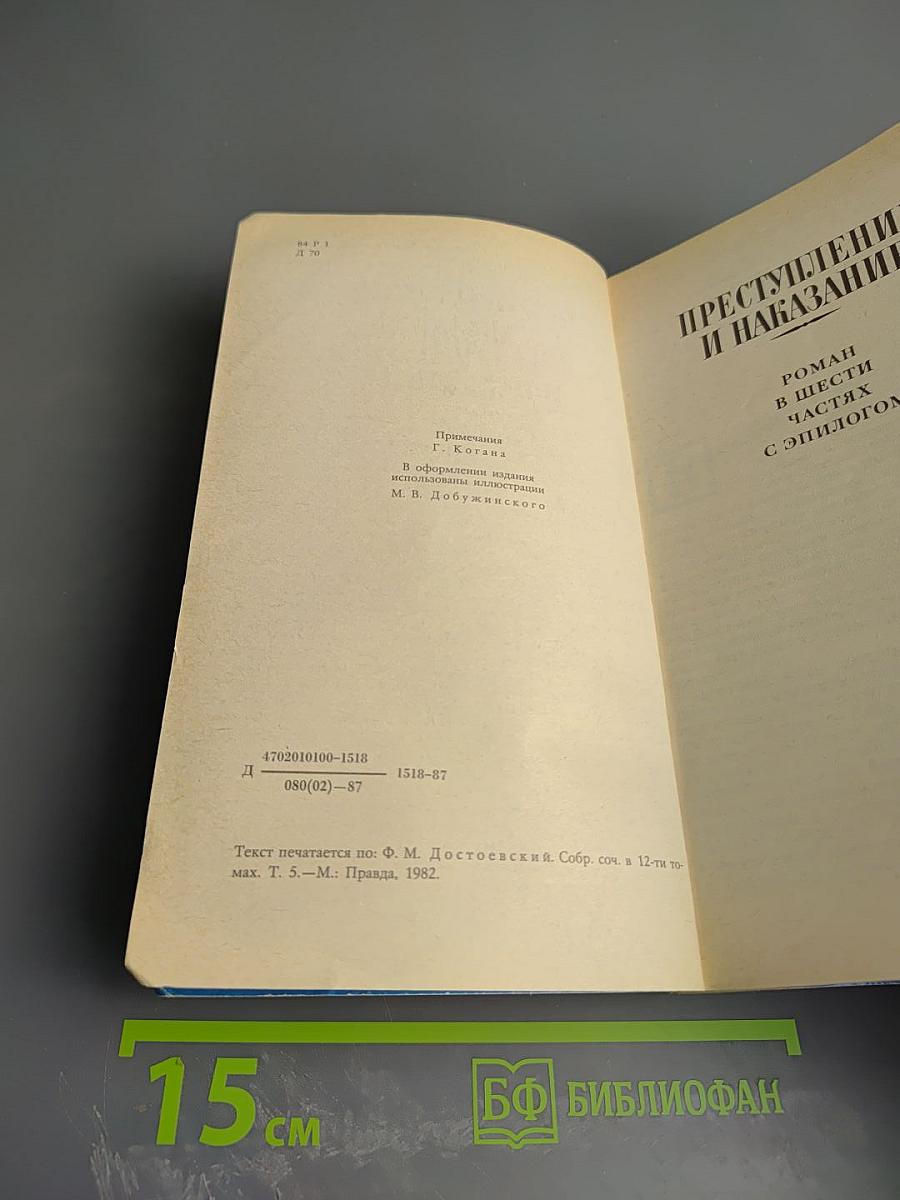 84 Р 1
Д 70
Примечания
Г. Когана
В оформлении издания
использованы иллюстрации
М. В. Добужинского
Д 4702010100–1518
080(02)—87
1518–87
Текст печатается по: Ф. М. Достоевский. Собр. соч. в 12-ти то-
мах. Т. 5.—М.: Правда, 1982.
ПРЕСТУПЛЕНИЕ
И НАКАЗАНИЕ
РОМАН
В ШЕСТИ
ЧАСТЯХ
С ЭПИЛОГОМ
15 см
БФ БИБЛИОФАН